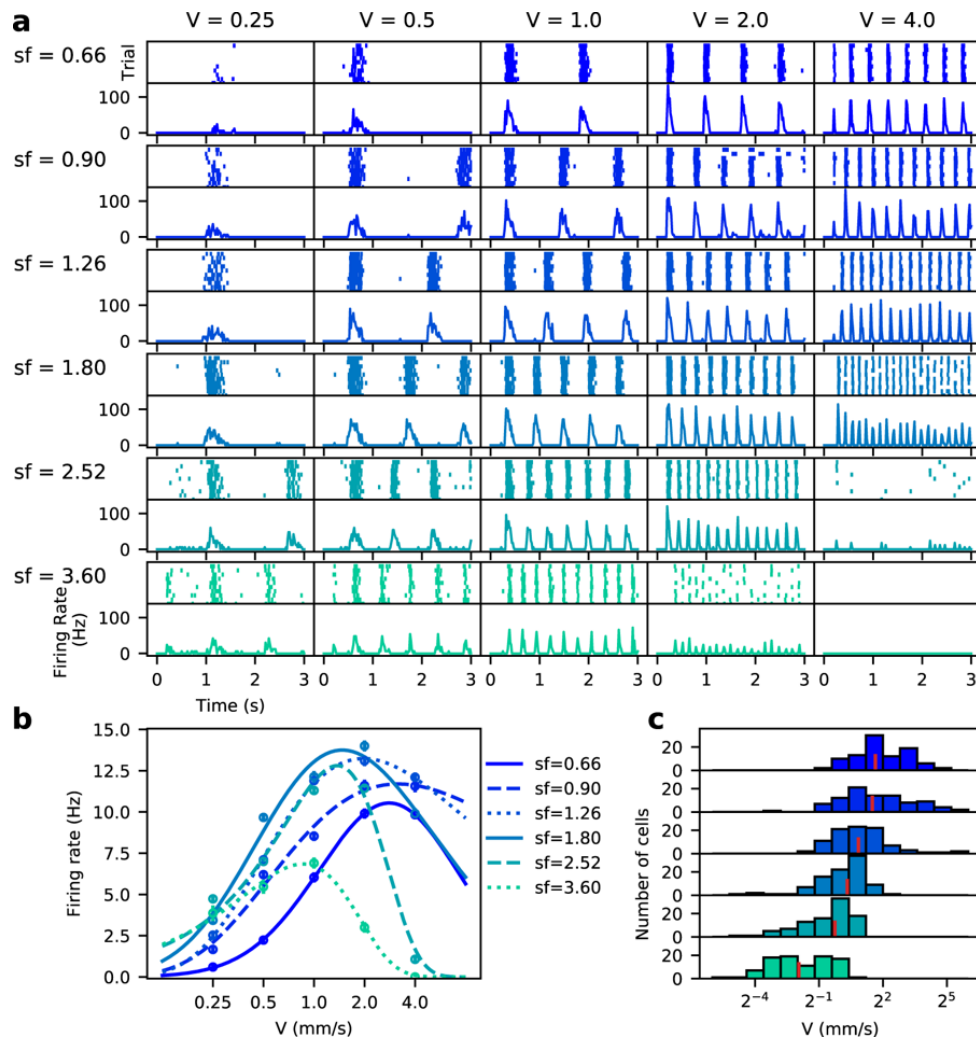 a
V = 0.25 V = 0.5 V = 1.0 V = 2.0 V = 4.0
sf = 0.66
Trial
100
0
sf = 0.90
100
0
sf = 1.26
100
0
sf = 1.80
100
0
sf = 2.52
100
0
sf = 3.60
Firing Rate
(Hz)
100
0
0 1 2 3 0 1 2 3 0 1 2 3 0 1 2 3 0 1 2 3
Time (s)
b
Firing rate (Hz)
15.0
12.5
10.0
7.5
5.0
2.5
0.0
0.25 0.5 1.0 2.0 4.0
V (mm/s)
sf=0.66
sf=0.90
sf=1.26
sf=1.80
sf=2.52
sf=3.60
c
Number of cells
20
0
20
0
20
0
20
0
20
0
20
0
2⁻⁴ 2⁻¹ 2² 2⁵
V (mm/s)